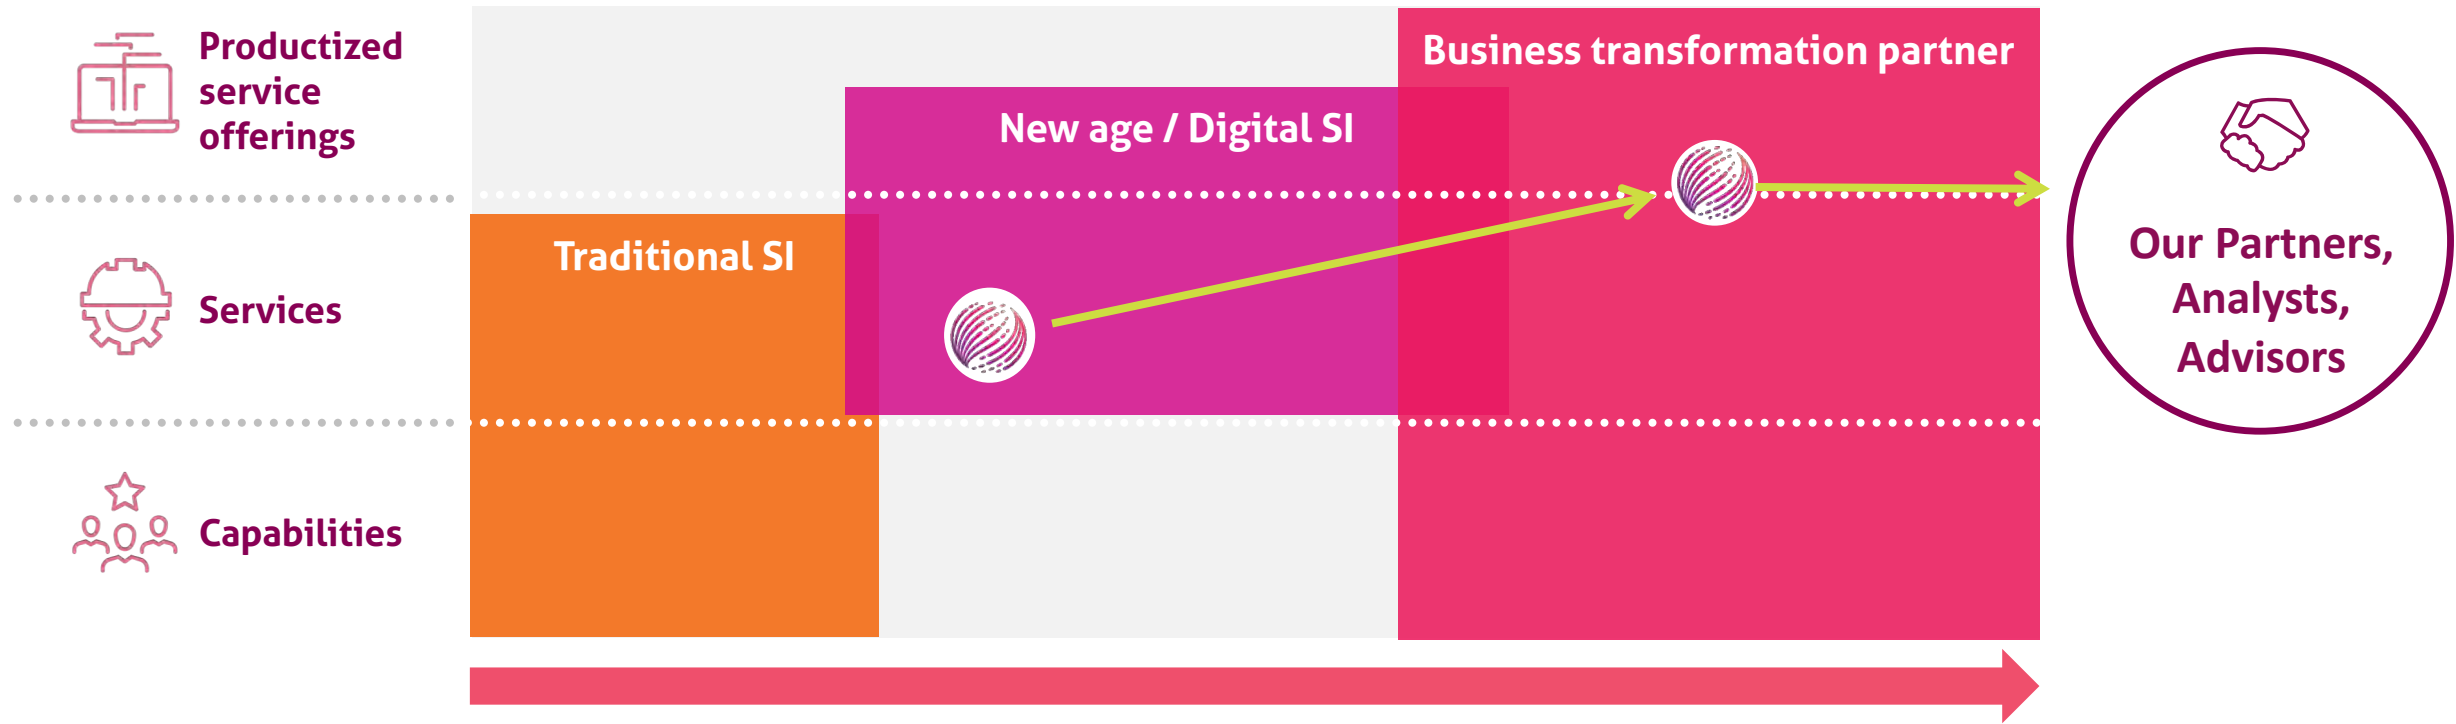 Productized
service
offerings
Services
Capabilities
Traditional SI
New age / Digital SI
Business transformation partner
Our Partners,
Analysts,
Advisors